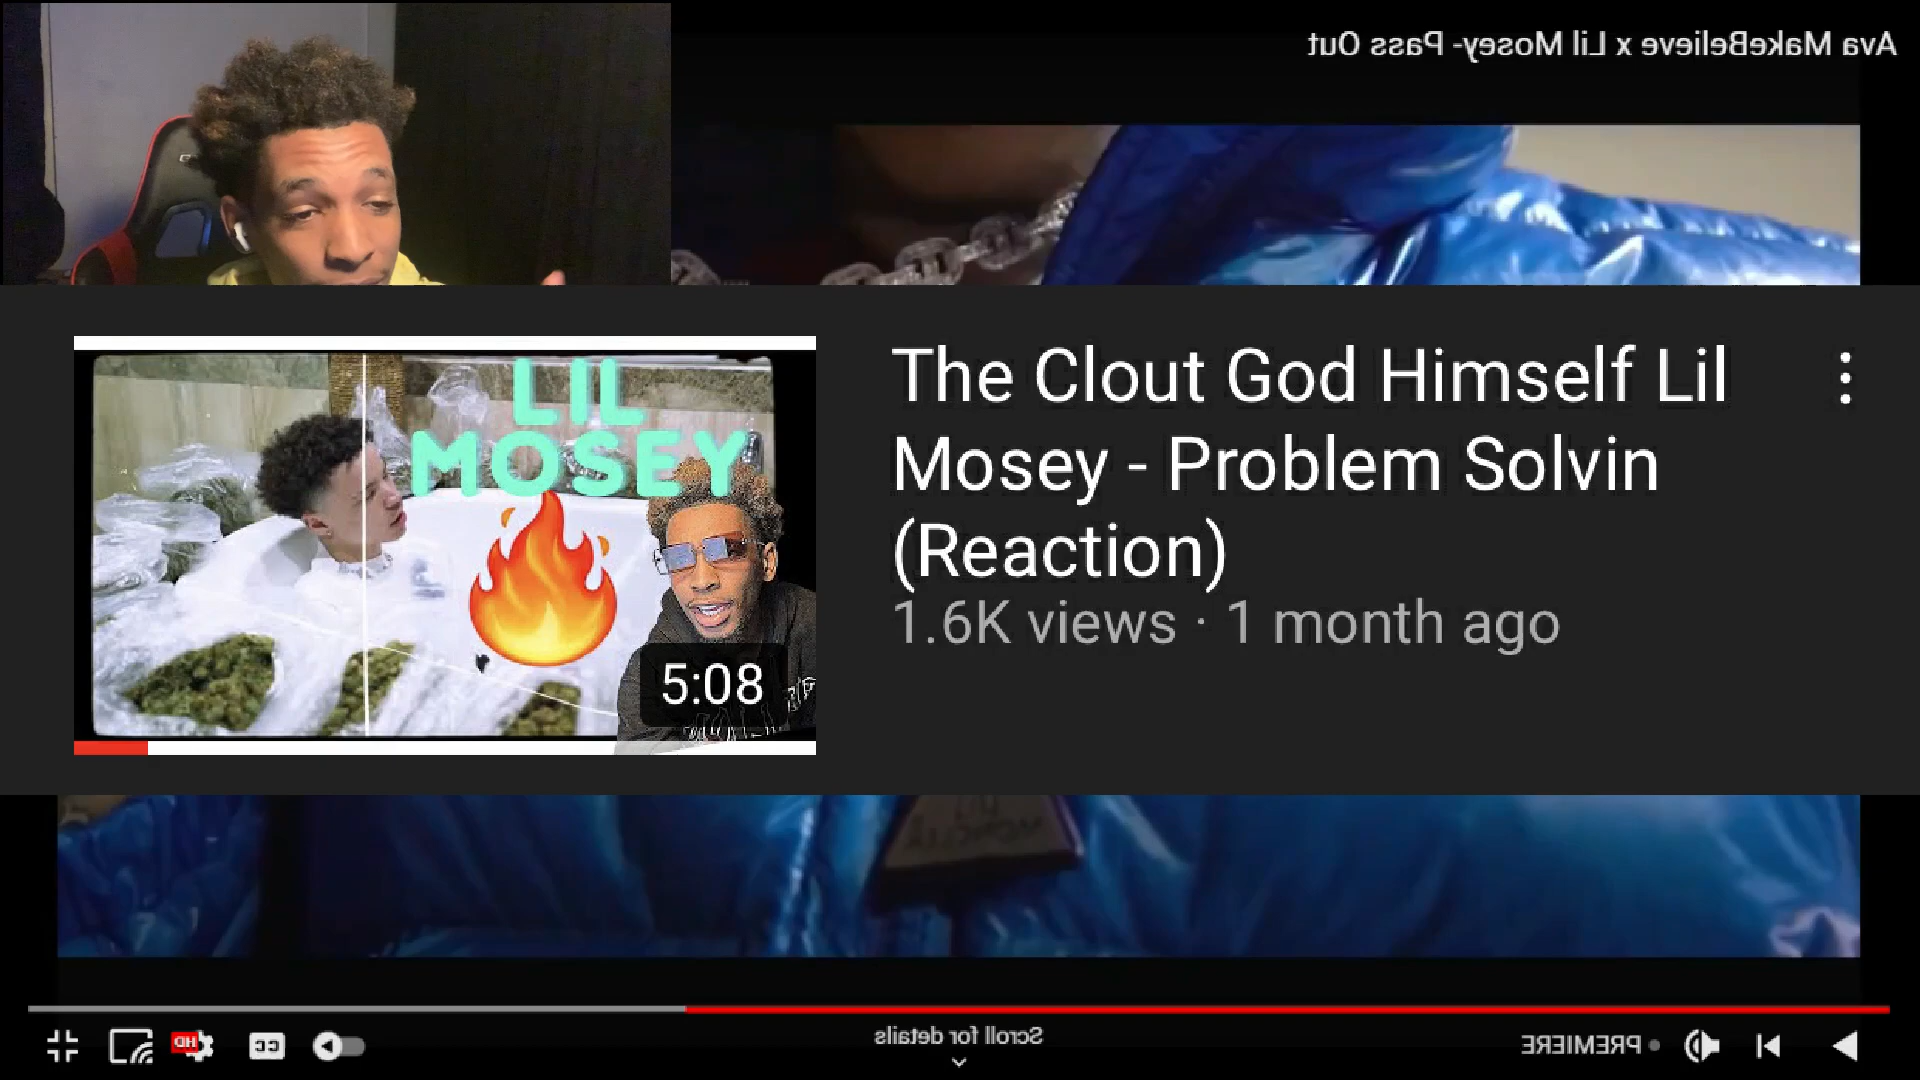 Ava MakeBelieve x Lil Mosey- Pass Out
LIL
MOSEY
5:08
The Clout God Himself Lil
Mosey - Problem Solvin
(Reaction)
1.6K views · 1 month ago
HD
CC
Scroll for details
PREMIERE